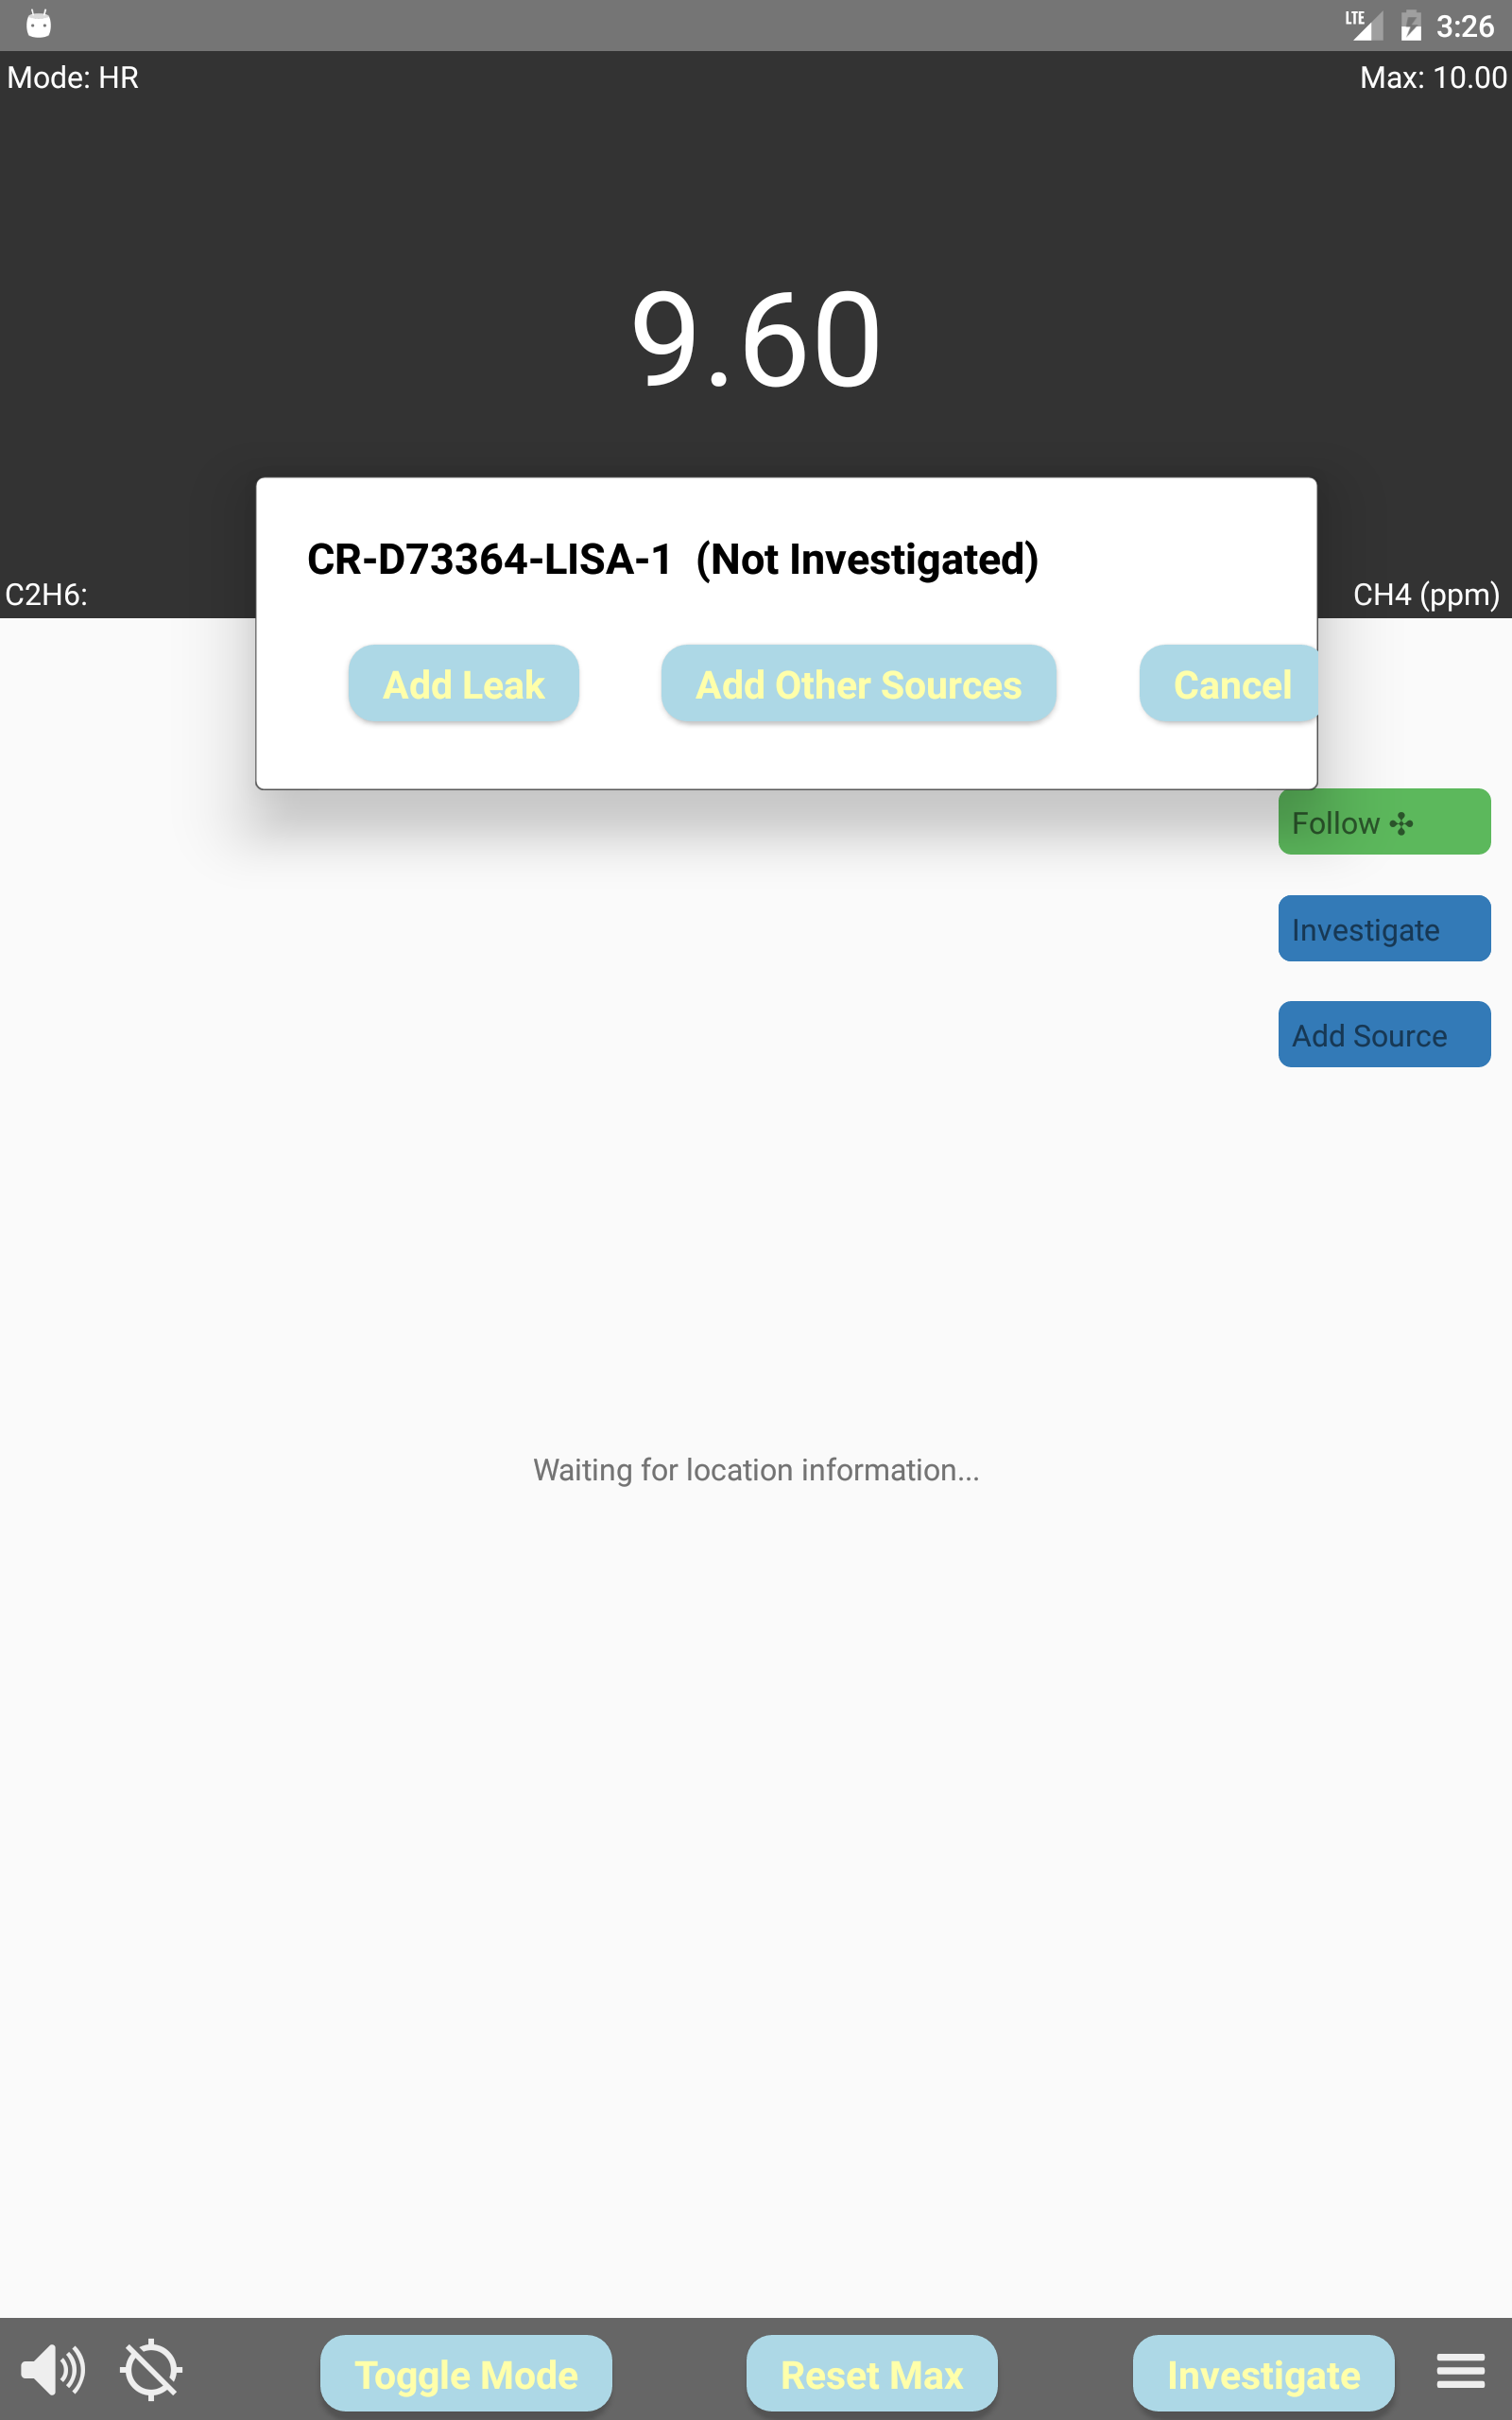 LTE 3:26
Mode: HR Max: 10.00
9.60
CR-D73364-LISA-1 (Not Investigated)
C2H6: CH4 (ppm)
Add Leak Add Other Sources Cancel
Follow
Investigate
Add Source
Waiting for location information...
Toggle Mode Reset Max Investigate